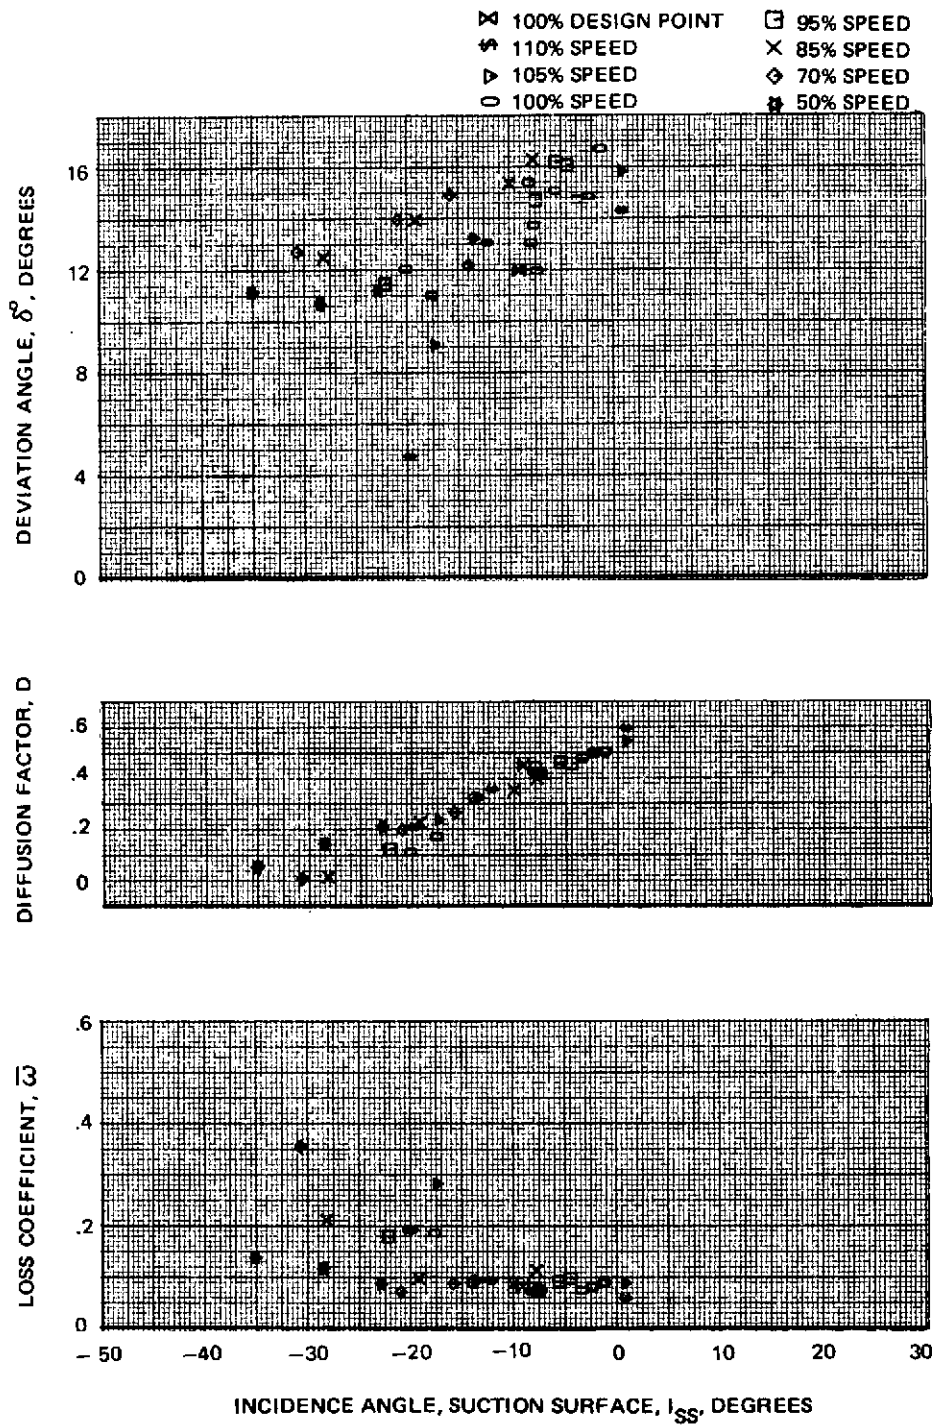 100% DESIGN POINT
110% SPEED
105% SPEED
100% SPEED
95% SPEED
85% SPEED
70% SPEED
50% SPEED
DEVIATION ANGLE, δ°, DEGREES
16
12
8
4
0
DIFFUSION FACTOR, D
.6
.4
.2
0
LOSS COEFFICIENT, ω̅
.6
.4
.2
0
−50 −40 −30 −20 −10 0 10 20 30
INCIDENCE ANGLE, SUCTION SURFACE, I_SS, DEGREES